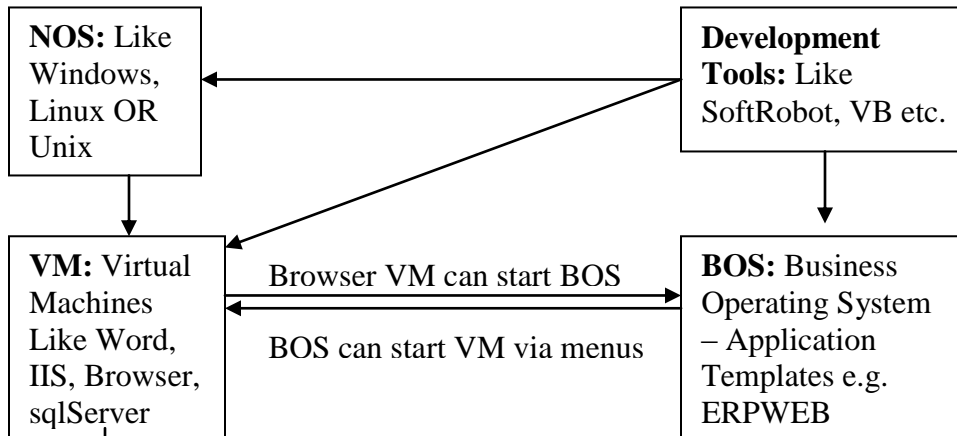 NOS: Like
Windows,
Linux OR
Unix
Development
Tools: Like
SoftRobot, VB etc.
VM: Virtual
Machines
Like Word,
IIS, Browser,
sqlServer
Browser VM can start BOS
BOS can start VM via menus
BOS: Business
Operating System
– Application
Templates e.g.
ERPWEB